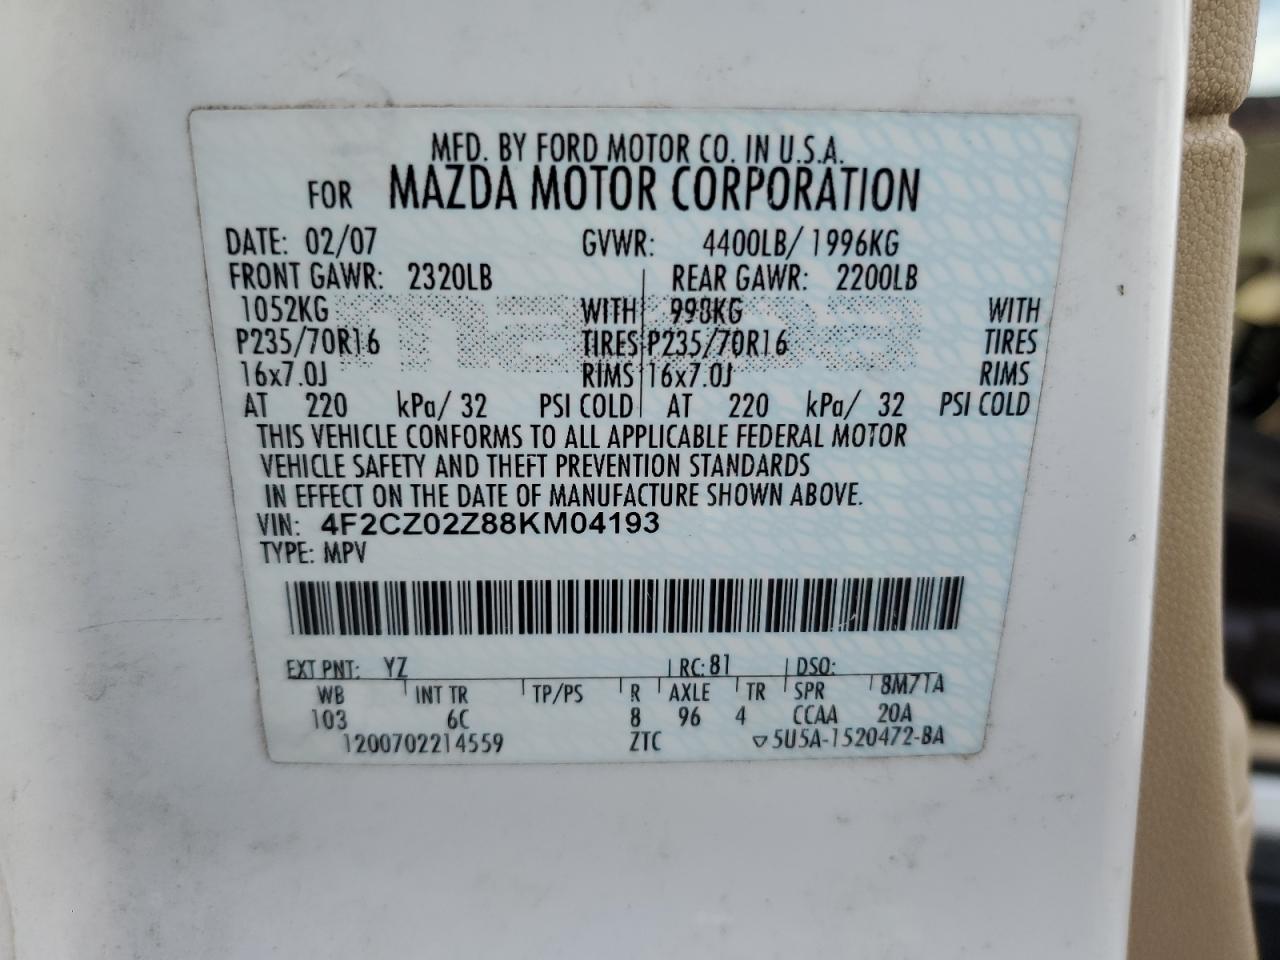 MFD. BY FORD MOTOR CO. IN U.S.A.
FOR MAZDA MOTOR CORPORATION
DATE: 02/07 GVWR: 4400LB/1996KG
FRONT GAWR: 2320LB REAR GAWR: 2200LB
1052KG WITH 998KG WITH
P235/70R16 TIRES P235/70R16 TIRES
16x7.0J RIMS 16x7.0J RIMS
AT 220 kPa/ 32 PSI COLD AT 220 kPa/ 32 PSI COLD
THIS VEHICLE CONFORMS TO ALL APPLICABLE FEDERAL MOTOR
VEHICLE SAFETY AND THEFT PREVENTION STANDARDS
IN EFFECT ON THE DATE OF MANUFACTURE SHOWN ABOVE.
VIN: 4F2CZ02Z88KM04193
TYPE: MPV
EXT PNT: YZ RC: 81 DSO:
WB INT TR TP/PS R AXLE TR SPR 8M71A
103 6C 8 96 4 CCAA 20A
1200702214559 ZTC ▽5U5A-1520472-BA
mazda